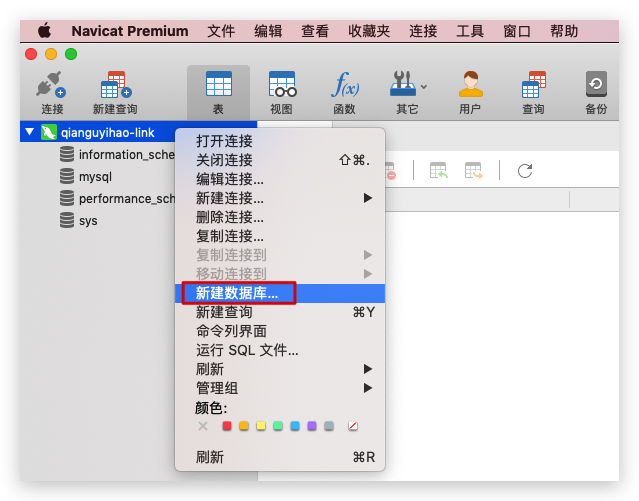 Navicat Premium 文件 编辑 查看 收藏夹 连接 工具 窗口 帮助
连接 新建查询 表 视图 函数 其它 用户 查询 备份
qianguyihao-link
information_sche
mysql
performance_sch
sys
打开连接
关闭连接 ⇧⌘.
编辑连接...
新建连接...
删除连接...
复制连接...
复制连接到
移动连接到
新建数据库...
新建查询 ⌘Y
命令列界面
运行 SQL 文件...
刷新
管理组
颜色:
刷新 ⌘R